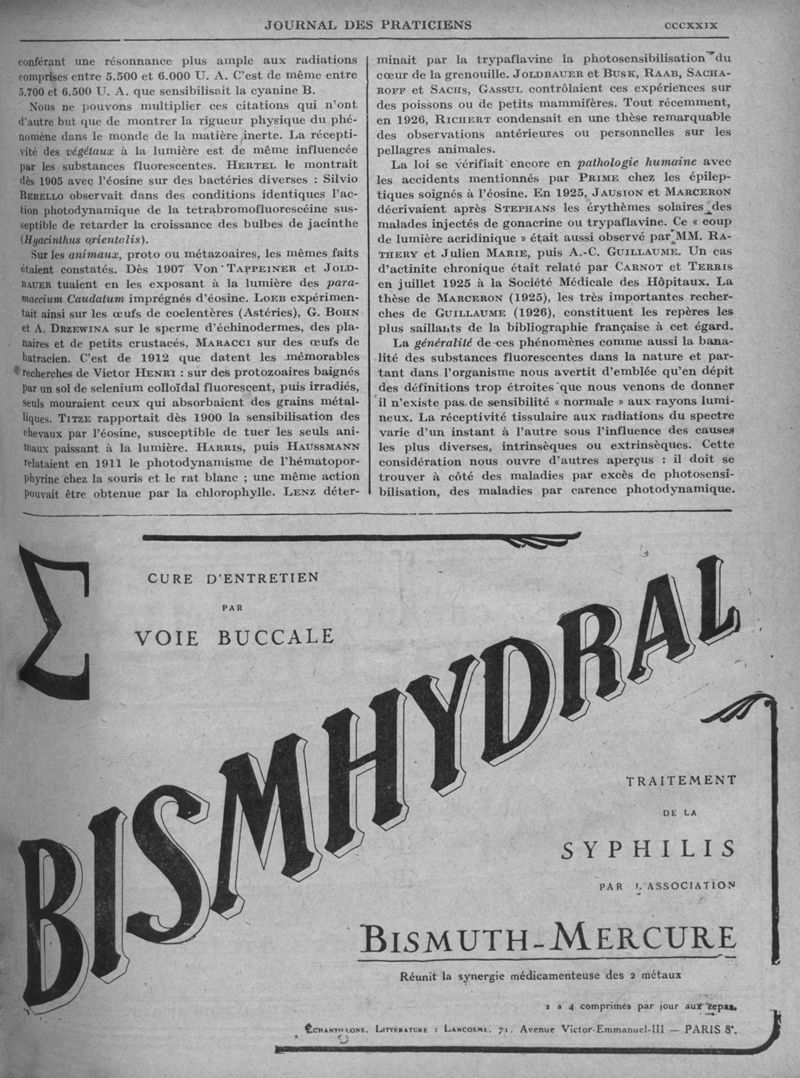 JOURNAL DES PRATICIENS
CCCXXIX
conférant une résonnance plus ample aux radiations
comprises entre 5.500 et 6.000 U. A. C'est de même entre
5.700 et 6.500 U. A. que sensibilisait la cyanine B.
Nous ne pouvons multiplier ces citations qui n'ont
d'autre but que de montrer la rigueur physique du phé-
nomène dans le monde de la matière inerte. La récepti-
vité des végétaux à la lumière est de même influencée
par les substances fluorescentes. HERTEL le montrait
dès 1905 avec l'éosine sur des bactéries diverses : Silvio
REBELLO observait dans des conditions identiques l'ac-
tion photodynamique de la tetrabromofluorescéine sus-
septible de retarder la croissance des bulbes de jacinthe
(Hyacinthus orientolis).
Sur les animaux, proto ou métazoaires, les mêmes faits
étaient constatés. Dès 1907 Von TAPPEINER et JOLD-
BAUER tuaient en les exposant à la lumière des para-
maecium Caudatum imprégnés d'éosine. LOEB expérimen-
tait ainsi sur les œufs de coelentères (Astéries), G. BOHN
et A. DRZEWINA sur le sperme d'échinodermes, des pla-
naires et de petits crustacés, MARACCI sur des œufs de
batracien. C'est de 1912 que datent les mémorables
recherches de Victor HENRI : sur des protozoaires baignés
par un sol de selenium colloïdal fluorescent, puis irradiés,
seuls mouraient ceux qui absorbaient des grains métal-
liques. TITZE rapportait dès 1900 la sensibilisation des
chevaux par l'éosine, susceptible de tuer les seuls ani-
maux paissant à la lumière. HARRIS, puis HAUSSMANN
relataient en 1911 le photodynamisme de l'hématopor-
phyrine chez la souris et le rat blanc ; une même action
pouvait être obtenue par la chlorophylle. LENZ déter-
minait par la trypaflavine la photosensibilisation du
cœur de la grenouille. JOLDBAUER et BUSK, RAAB, SACHA-
ROFF et SACHS, GASSUL contrôlaient ces expériences sur
des poissons ou de petits mammifères. Tout récemment,
en 1926, RICHERT condensait en une thèse remarquable
des observations antérieures ou personnelles sur les
pellagres animales.
La loi se vérifiait encore en pathologie humaine avec
les accidents mentionnés par PRIME chez les épilep-
tiques soignés à l'éosine. En 1925, JAUSION et MARCERON
décrivaient après STEPHANS les érythèmes solaires des
malades injectés de gonacrine ou trypaflavine. Ce « coup
de lumière acridinique » était aussi observé par MM. RA-
THERY et Julien MARIE, puis A.-C. GUILLAUME. Un cas
d'actinite chronique était relaté par CARNOT et TERRIS
en juillet 1925 à la Société Médicale des Hôpitaux. La
thèse de MARCERON (1925), les très importantes recher-
ches de GUILLAUME (1926), constituent les repères les
plus saillants de la bibliographie française à cet égard.
La généralité de ces phénomènes comme aussi la bana-
lité des substances fluorescentes dans la nature et par-
tant dans l'organisme nous avertit d'emblée qu'en dépit
des définitions trop étroites que nous venons de donner
il n'existe pas de sensibilité « normale » aux rayons lumi-
neux. La réceptivité tissulaire aux radiations du spectre
varie d'un instant à l'autre sous l'influence des causes
les plus diverses, intrinsèques ou extrinsèques. Cette
considération nous ouvre d'autres aperçus : il doit se
trouver à côté des maladies par excès de photosensi-
bilisation, des maladies par carence photodynamique.
Σ
CURE D'ENTRETIEN
PAR
VOIE BUCCALE
BISMHYDRAL
TRAITEMENT
DE LA
SYPHILIS
PAR L'ASSOCIATION
BISMUTH-MERCURE
Réunit la synergie médicamenteuse des 2 métaux
2 à 4 comprimés par jour aux repas.
ÉCHANTILLONS. LITTÉRATURE : LANCOSME, 71, Avenue Victor-Emmanuel-III — PARIS 8e.